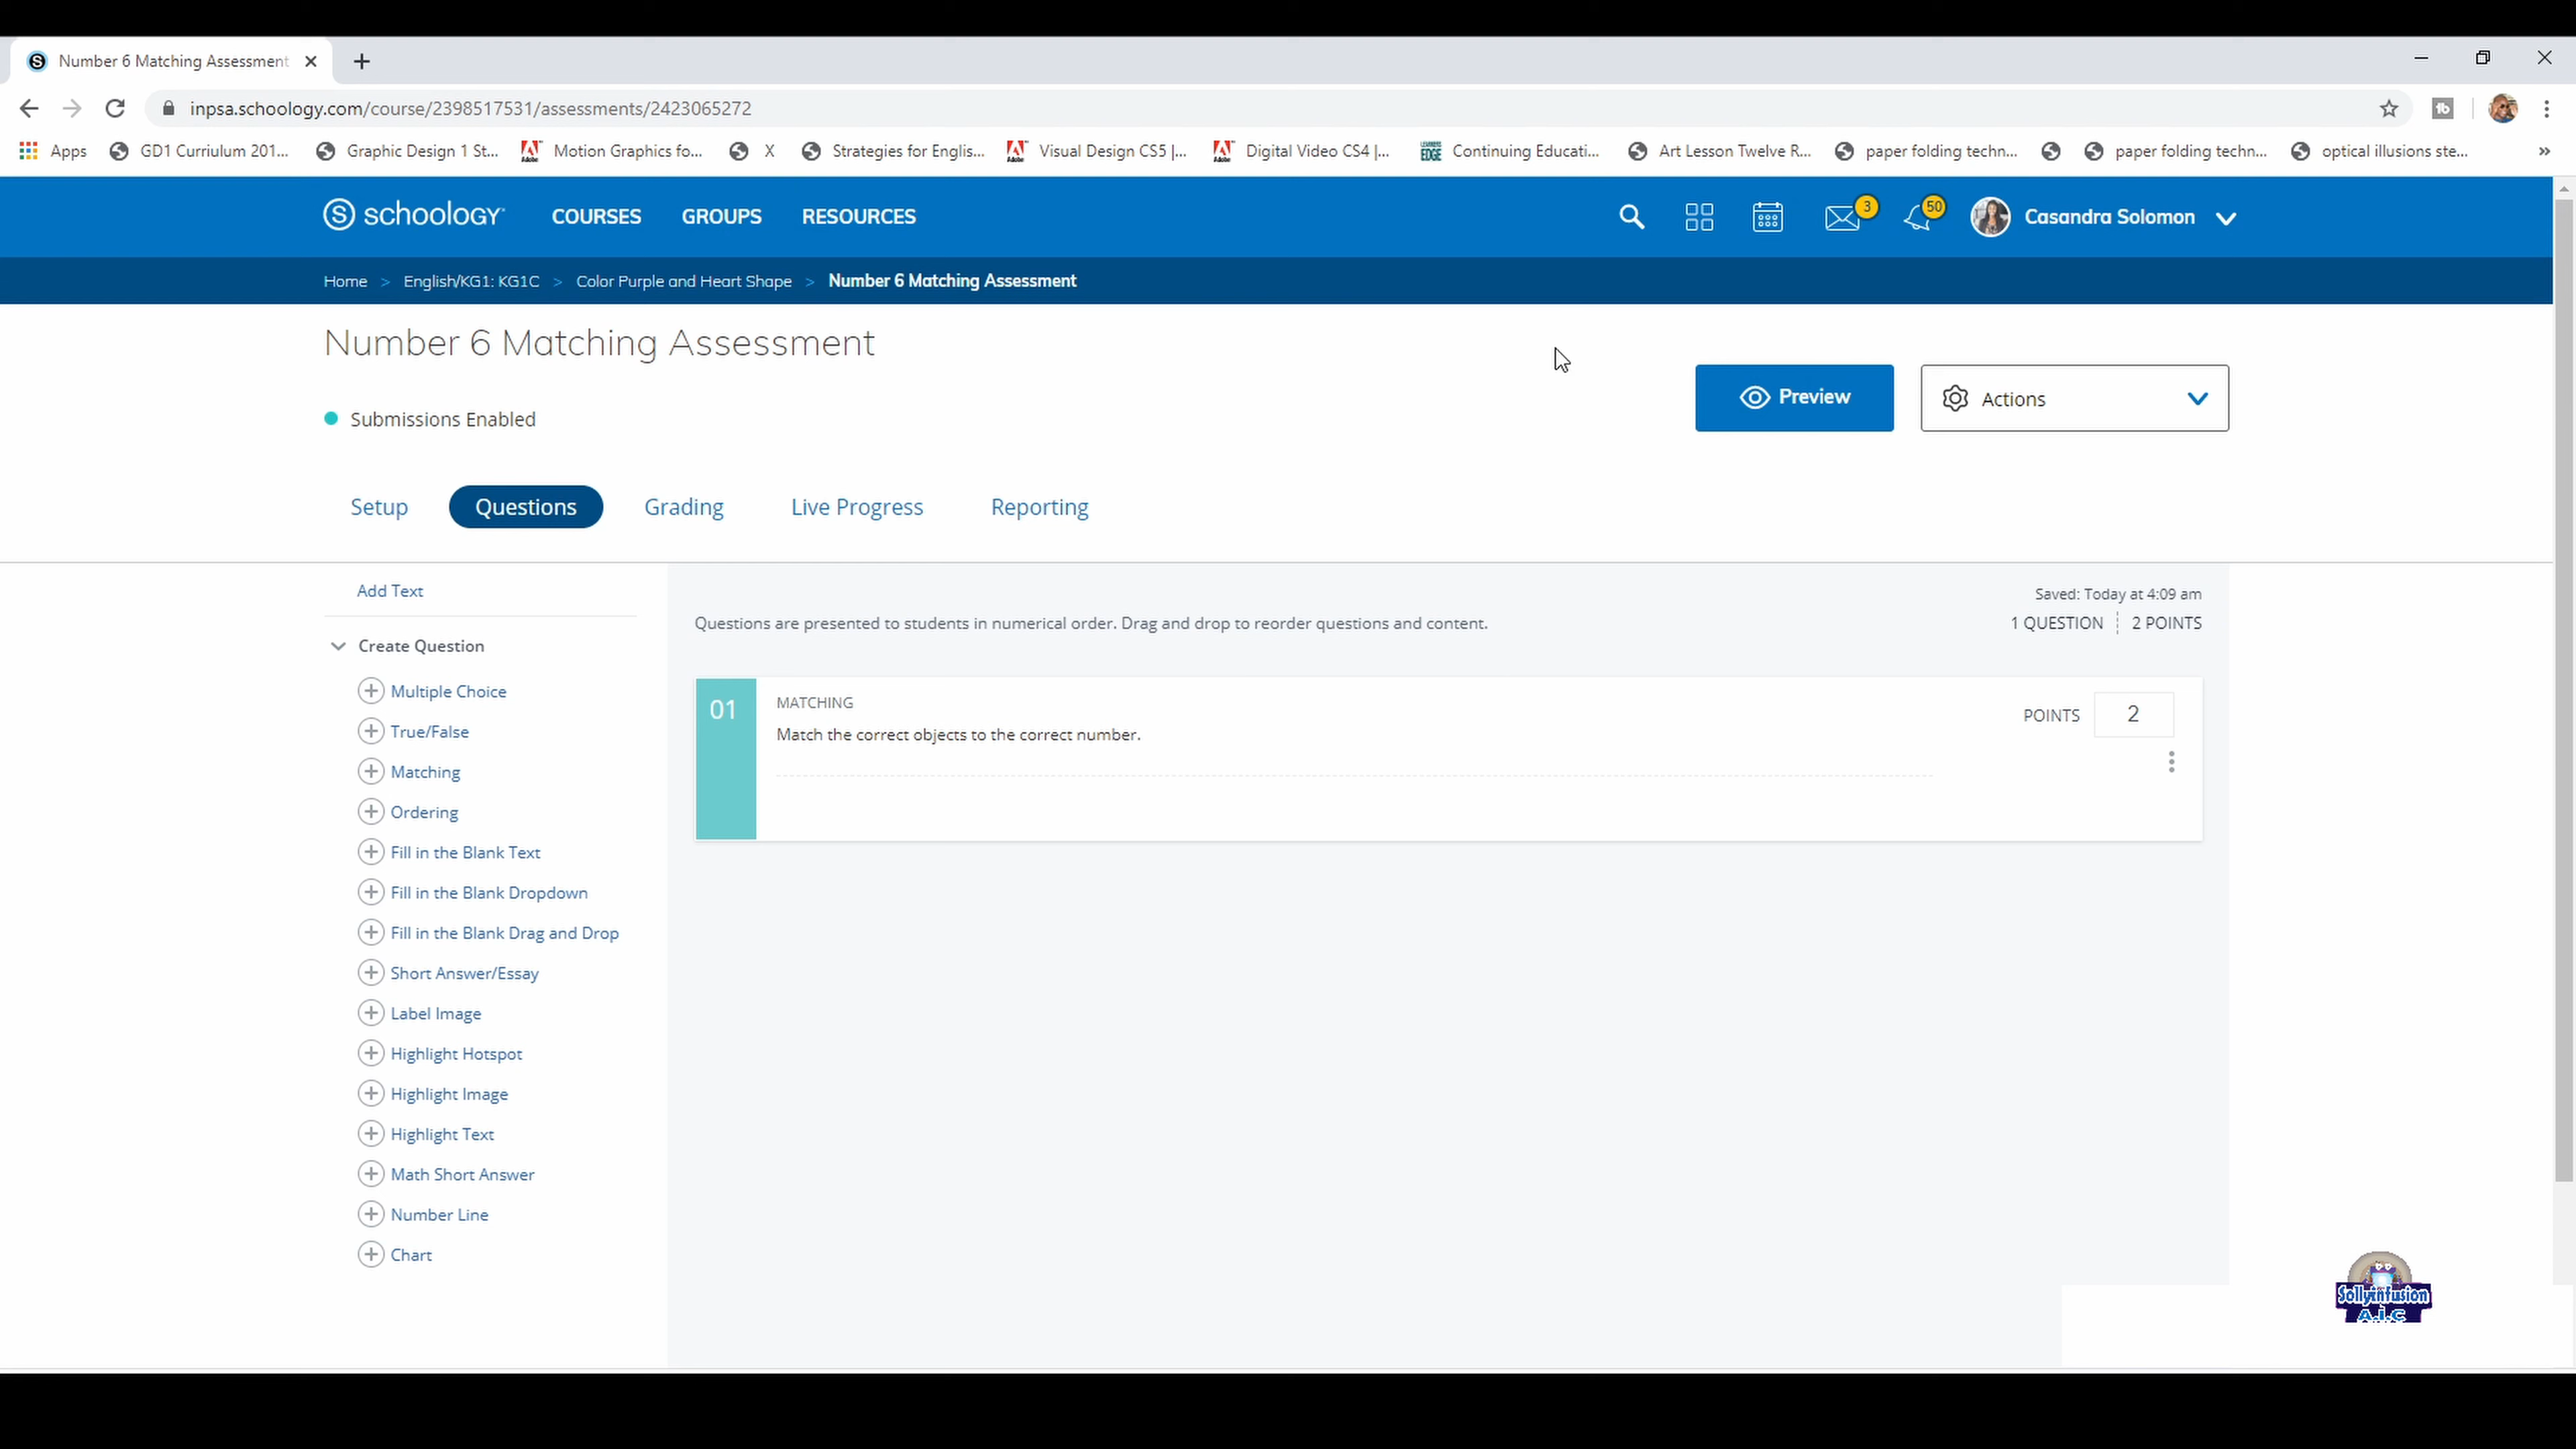 Number 6 Matching Assessment
inpsa.schoology.com/course/2398517531/assessments/2423065272
Apps GD1 Curriulum 201... Graphic Design 1 St... Adobe Motion Graphics fo... X Strategies for Englis... Adobe Visual Design CS5 |... Adobe Digital Video CS4 |... LEARNERS EDGE Continuing Educati... Art Lesson Twelve R... paper folding techn... paper folding techn... optical illusions ste... »
S schoology COURSES GROUPS RESOURCES 3 50 Casandra Solomon
Home > English/KG1: KG1C > Color Purple and Heart Shape > Number 6 Matching Assessment
Number 6 Matching Assessment
Preview
Actions
Submissions Enabled
Setup Questions Grading Live Progress Reporting
Add Text
Create Question
Multiple Choice
True/False
Matching
Ordering
Fill in the Blank Text
Fill in the Blank Dropdown
Fill in the Blank Drag and Drop
Short Answer/Essay
Label Image
Highlight Hotspot
Highlight Image
Highlight Text
Math Short Answer
Number Line
Chart
Saved: Today at 4:09 am
Questions are presented to students in numerical order. Drag and drop to reorder questions and content.
1 QUESTION 2 POINTS
01 MATCHING
POINTS 2
Match the correct objects to the correct number.
Sollyinfusion
A.I.C